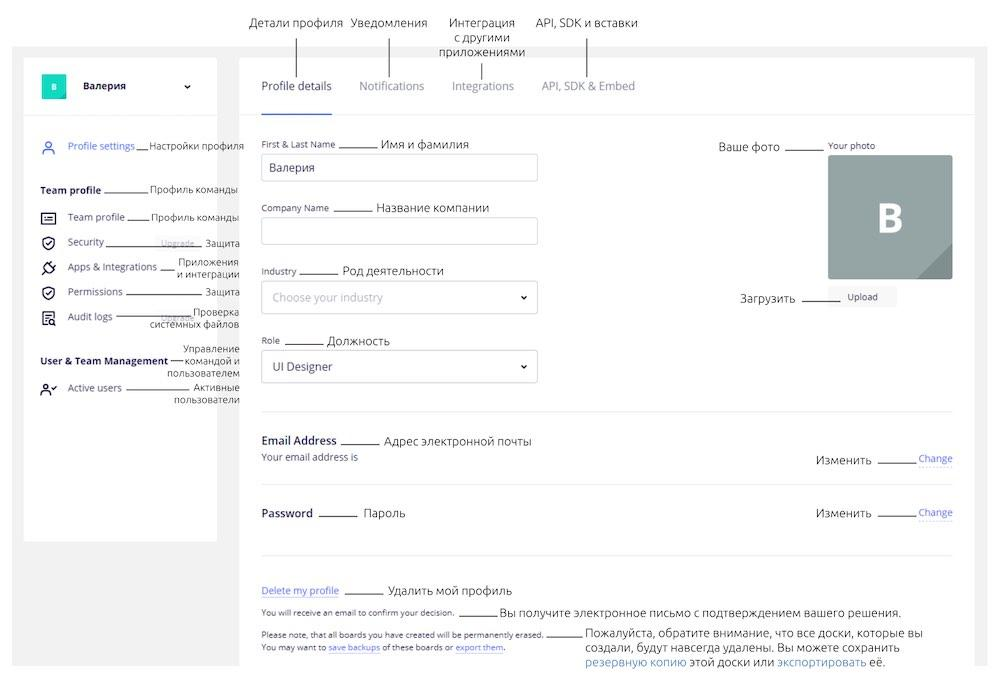 Детали профиля Уведомления Интеграция API, SDK и вставки
с другими
приложениями
B Валерия
Profile details Notifications Integrations API, SDK & Embed
Profile settings Настройки профиля
Team profile Профиль команды
Team profile Профиль команды
Security Upgrade Защита
Apps & Integrations Приложения
и интеграции
Permissions Защита
Audit logs Upgrade Проверка
системных файлов
User & Team Management Управление
командой и
пользователем
Active users Активные
пользователи
First & Last Name Имя и фамилия
Валерия
Company Name Название компании
Industry Род деятельности
Choose your industry
Role Должность
UI Designer
Ваше фото Your photo
B
Загрузить Upload
Email Address Адрес электронной почты
Your email address is
Изменить Change
Password Пароль
Изменить Change
Delete my profile Удалить мой профиль
You will receive an email to confirm your decision. Вы получите электронное письмо с подтверждением вашего решения.
Please note, that all boards you have created will be permanently erased.
You may want to save backups of these boards or export them.
Пожалуйста, обратите внимание, что все доски, которые вы
создали, будут навсегда удалены. Вы можете сохранить
резервную копию этой доски или экспортировать её.